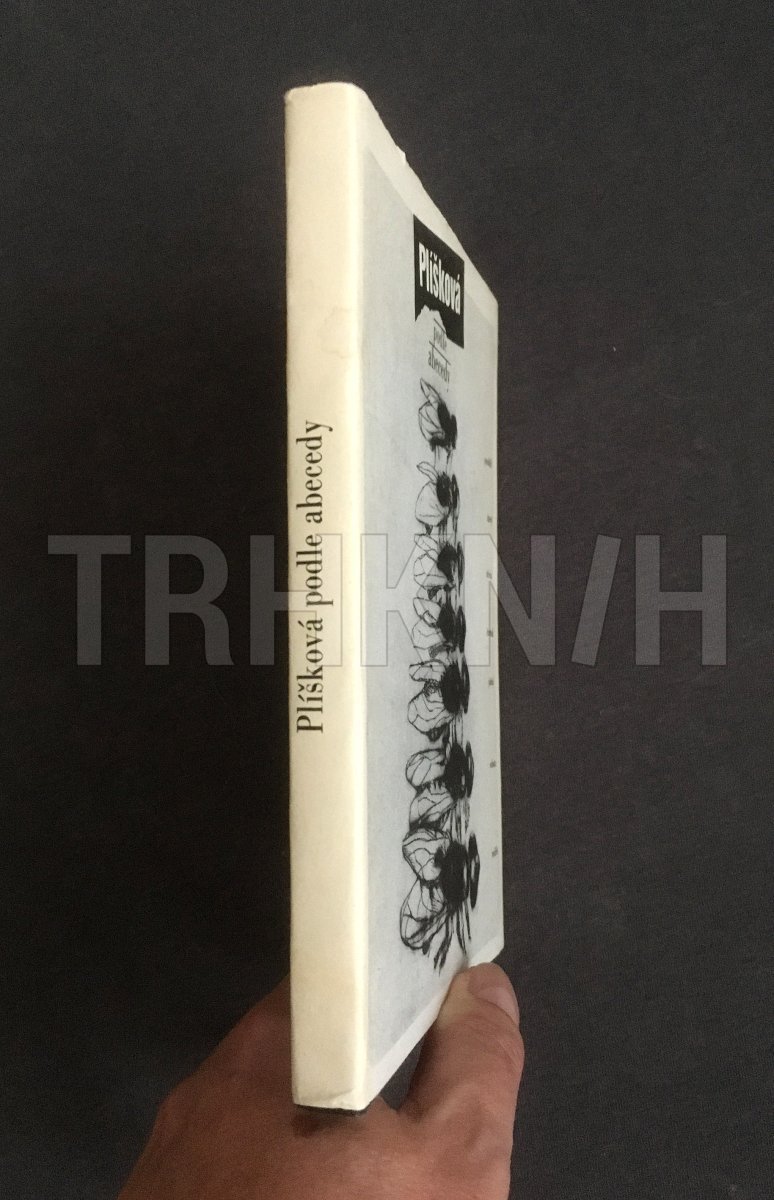 Plíšková podle abecedy
Plíšková
podle
abecedy
TRHKNIH